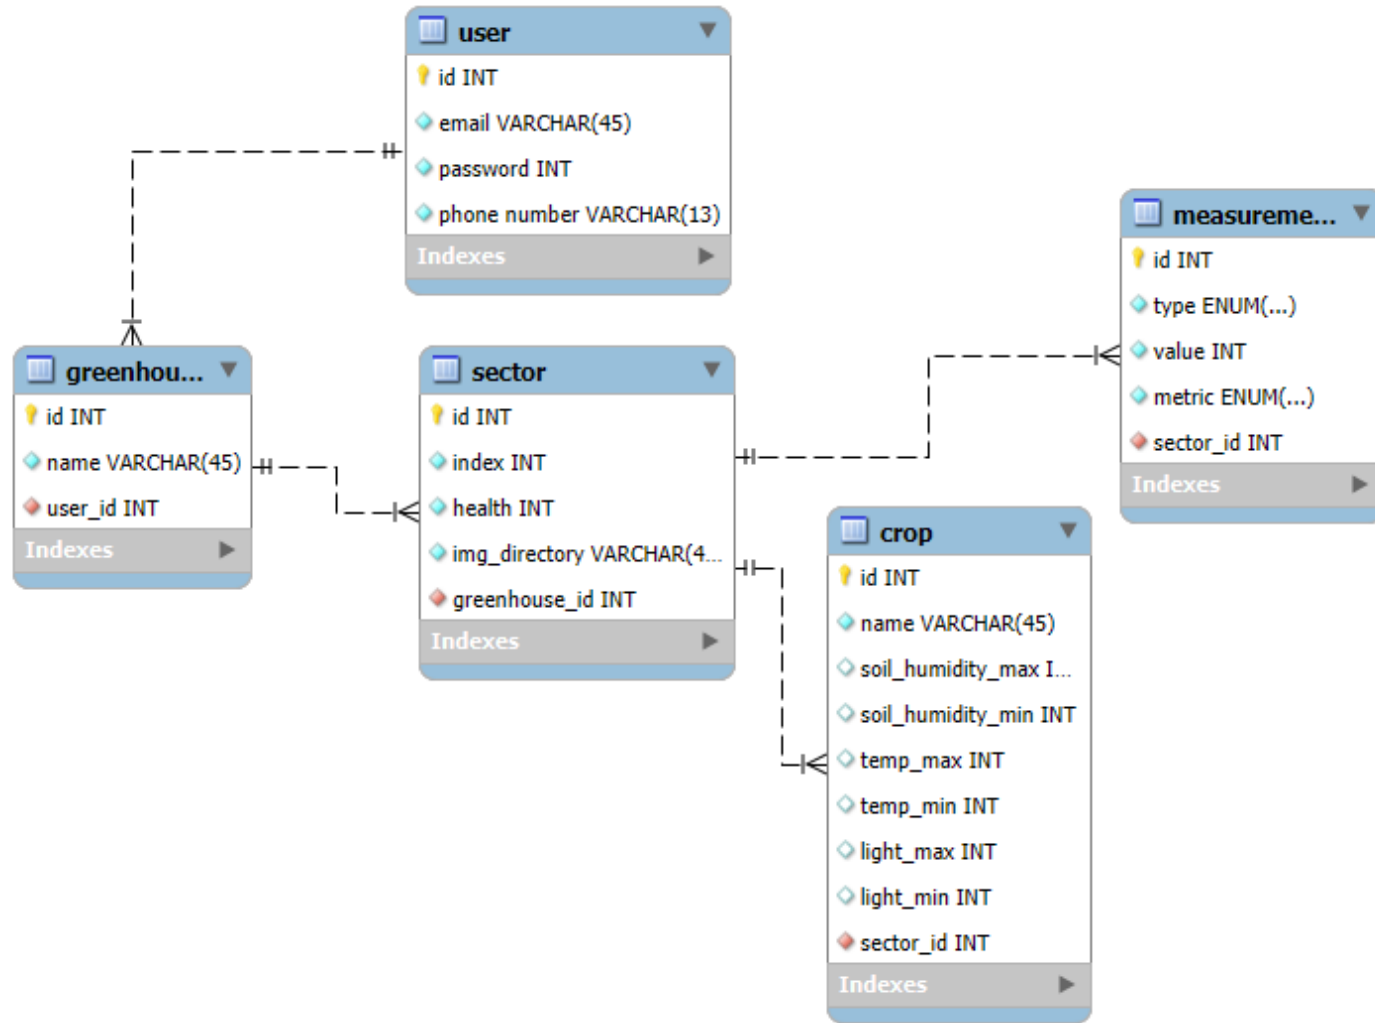 user
id INT
email VARCHAR(45)
password INT
phone number VARCHAR(13)
Indexes
greenhou...
id INT
name VARCHAR(45)
user_id INT
Indexes
sector
id INT
index INT
health INT
img_directory VARCHAR(4...
greenhouse_id INT
Indexes
measureme...
id INT
type ENUM(...)
value INT
metric ENUM(...)
sector_id INT
Indexes
crop
id INT
name VARCHAR(45)
soil_humidity_max I...
soil_humidity_min INT
temp_max INT
temp_min INT
light_max INT
light_min INT
sector_id INT
Indexes